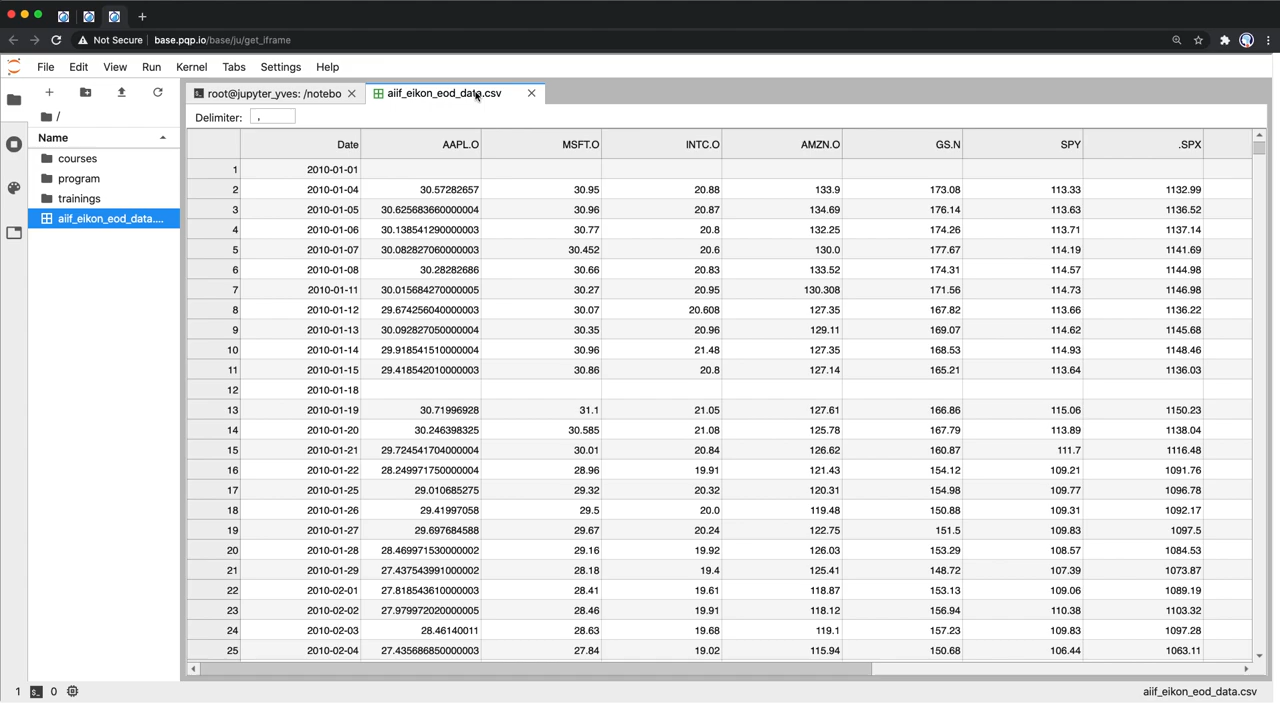 Not Secure | base.pqp.io/base/ju/get_iframe
File Edit View Run Kernel Tabs Settings Help
root@jupyter_yves: /notebo aiif_eikon_eod_data.csv
/
Delimiter: ,
Name
courses
program
trainings
aiif_eikon_eod_data....
Date AAPL.O MSFT.O INTC.O AMZN.O GS.N SPY .SPX
1 2010-01-01
2 2010-01-04 30.57282657 30.95 20.88 133.9 173.08 113.33 1132.99
3 2010-01-05 30.625683660000004 30.96 20.87 134.69 176.14 113.63 1136.52
4 2010-01-06 30.138541290000003 30.77 20.8 132.25 174.26 113.71 1137.14
5 2010-01-07 30.082827060000003 30.452 20.6 130.0 177.67 114.19 1141.69
6 2010-01-08 30.28282686 30.66 20.83 133.52 174.31 114.57 1144.98
7 2010-01-11 30.015684270000005 30.27 20.95 130.308 171.56 114.73 1146.98
8 2010-01-12 29.674256040000003 30.07 20.608 127.35 167.82 113.66 1136.22
9 2010-01-13 30.092827050000004 30.35 20.96 129.11 169.07 114.62 1145.68
10 2010-01-14 29.918541510000004 30.96 21.48 127.35 168.53 114.93 1148.46
11 2010-01-15 29.418542010000003 30.86 20.8 127.14 165.21 113.64 1136.03
12 2010-01-18
13 2010-01-19 30.71996928 31.1 21.05 127.61 166.86 115.06 1150.23
14 2010-01-20 30.246398325 30.585 21.08 125.78 167.79 113.89 1138.04
15 2010-01-21 29.724541704000004 30.01 20.84 126.62 160.87 111.7 1116.48
16 2010-01-22 28.249971750000004 28.96 19.91 121.43 154.12 109.21 1091.76
17 2010-01-25 29.010685275 29.32 20.32 120.31 154.98 109.77 1096.78
18 2010-01-26 29.41997058 29.5 20.0 119.48 150.88 109.31 1092.17
19 2010-01-27 29.697684588 29.67 20.24 122.75 151.5 109.83 1097.5
20 2010-01-28 28.469971530000002 29.16 19.92 126.03 153.29 108.57 1084.53
21 2010-01-29 27.437543991000002 28.18 19.4 125.41 148.72 107.39 1073.87
22 2010-02-01 27.818543610000003 28.41 19.61 118.87 153.13 109.06 1089.19
23 2010-02-02 27.979972020000005 28.46 19.91 118.12 156.94 110.38 1103.32
24 2010-02-03 28.46140011 28.63 19.68 119.1 157.23 109.83 1097.28
25 2010-02-04 27.435686850000003 27.84 19.02 115.94 150.68 106.44 1063.11
1 $_ 0 aiif_eikon_eod_data.csv